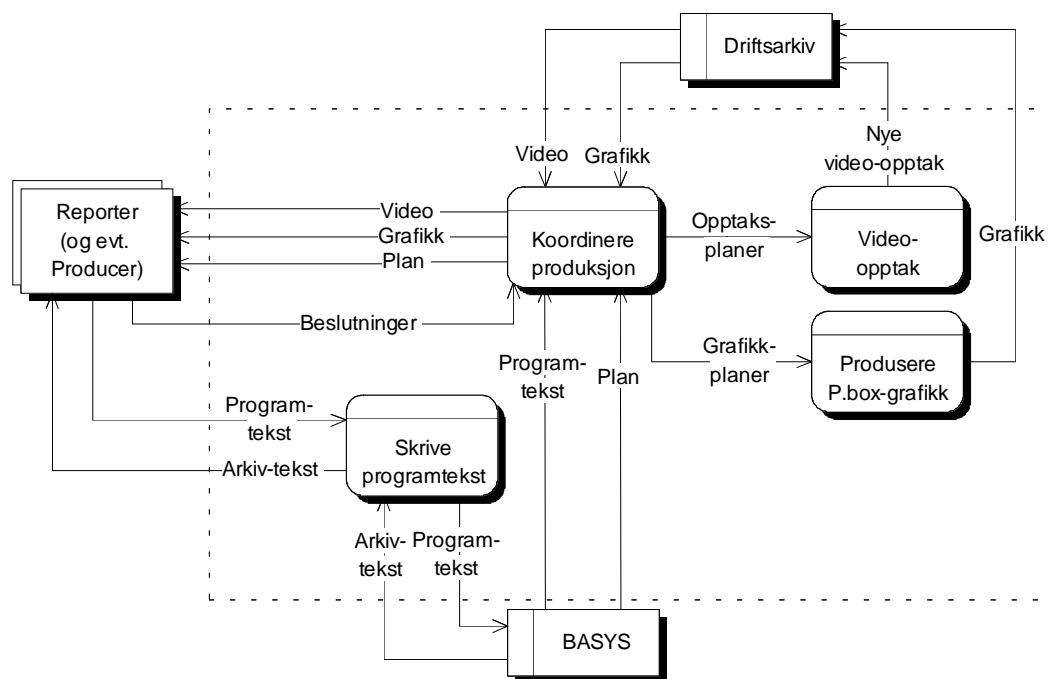 Driftsarkiv
Video
Grafikk
Nye
video-opptak
Reporter
(og evt.
Producer)
Video
Grafikk
Plan
Beslutninger
Koordinere
produksjon
Opptaks-
planer
Video-
opptak
Grafikk
Grafikk-
planer
Produsere
P.box-grafikk
Program-
tekst
Plan
Program-
tekst
Arkiv-tekst
Skrive
programtekst
Arkiv-
tekst
Program-
tekst
BASYS